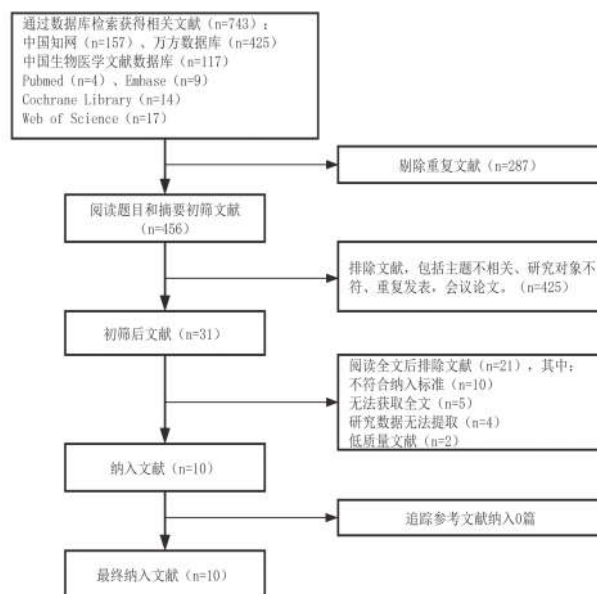 通过数据库检索获得相关文献（n=743）：
中国知网（n=157）、万方数据库（n=425）
中国生物医学文献数据库（n=117）
Pubmed（n=4）、Embase（n=9）
Cochrane Library（n=14）
Web of Science（n=17）
剔除重复文献（n=287）
阅读题目和摘要初筛文献
（n=456）
排除文献，包括主题不相关、研究对象不
符、重复发表，会议论文。（n=425）
初筛后文献（n=31）
阅读全文后排除文献（n=21），其中：
不符合纳入标准（n=10）
无法获取全文（n=5）
研究数据无法提取（n=4）
低质量文献（n=2）
纳入文献（n=10）
追踪参考文献纳入0篇
最终纳入文献（n=10）